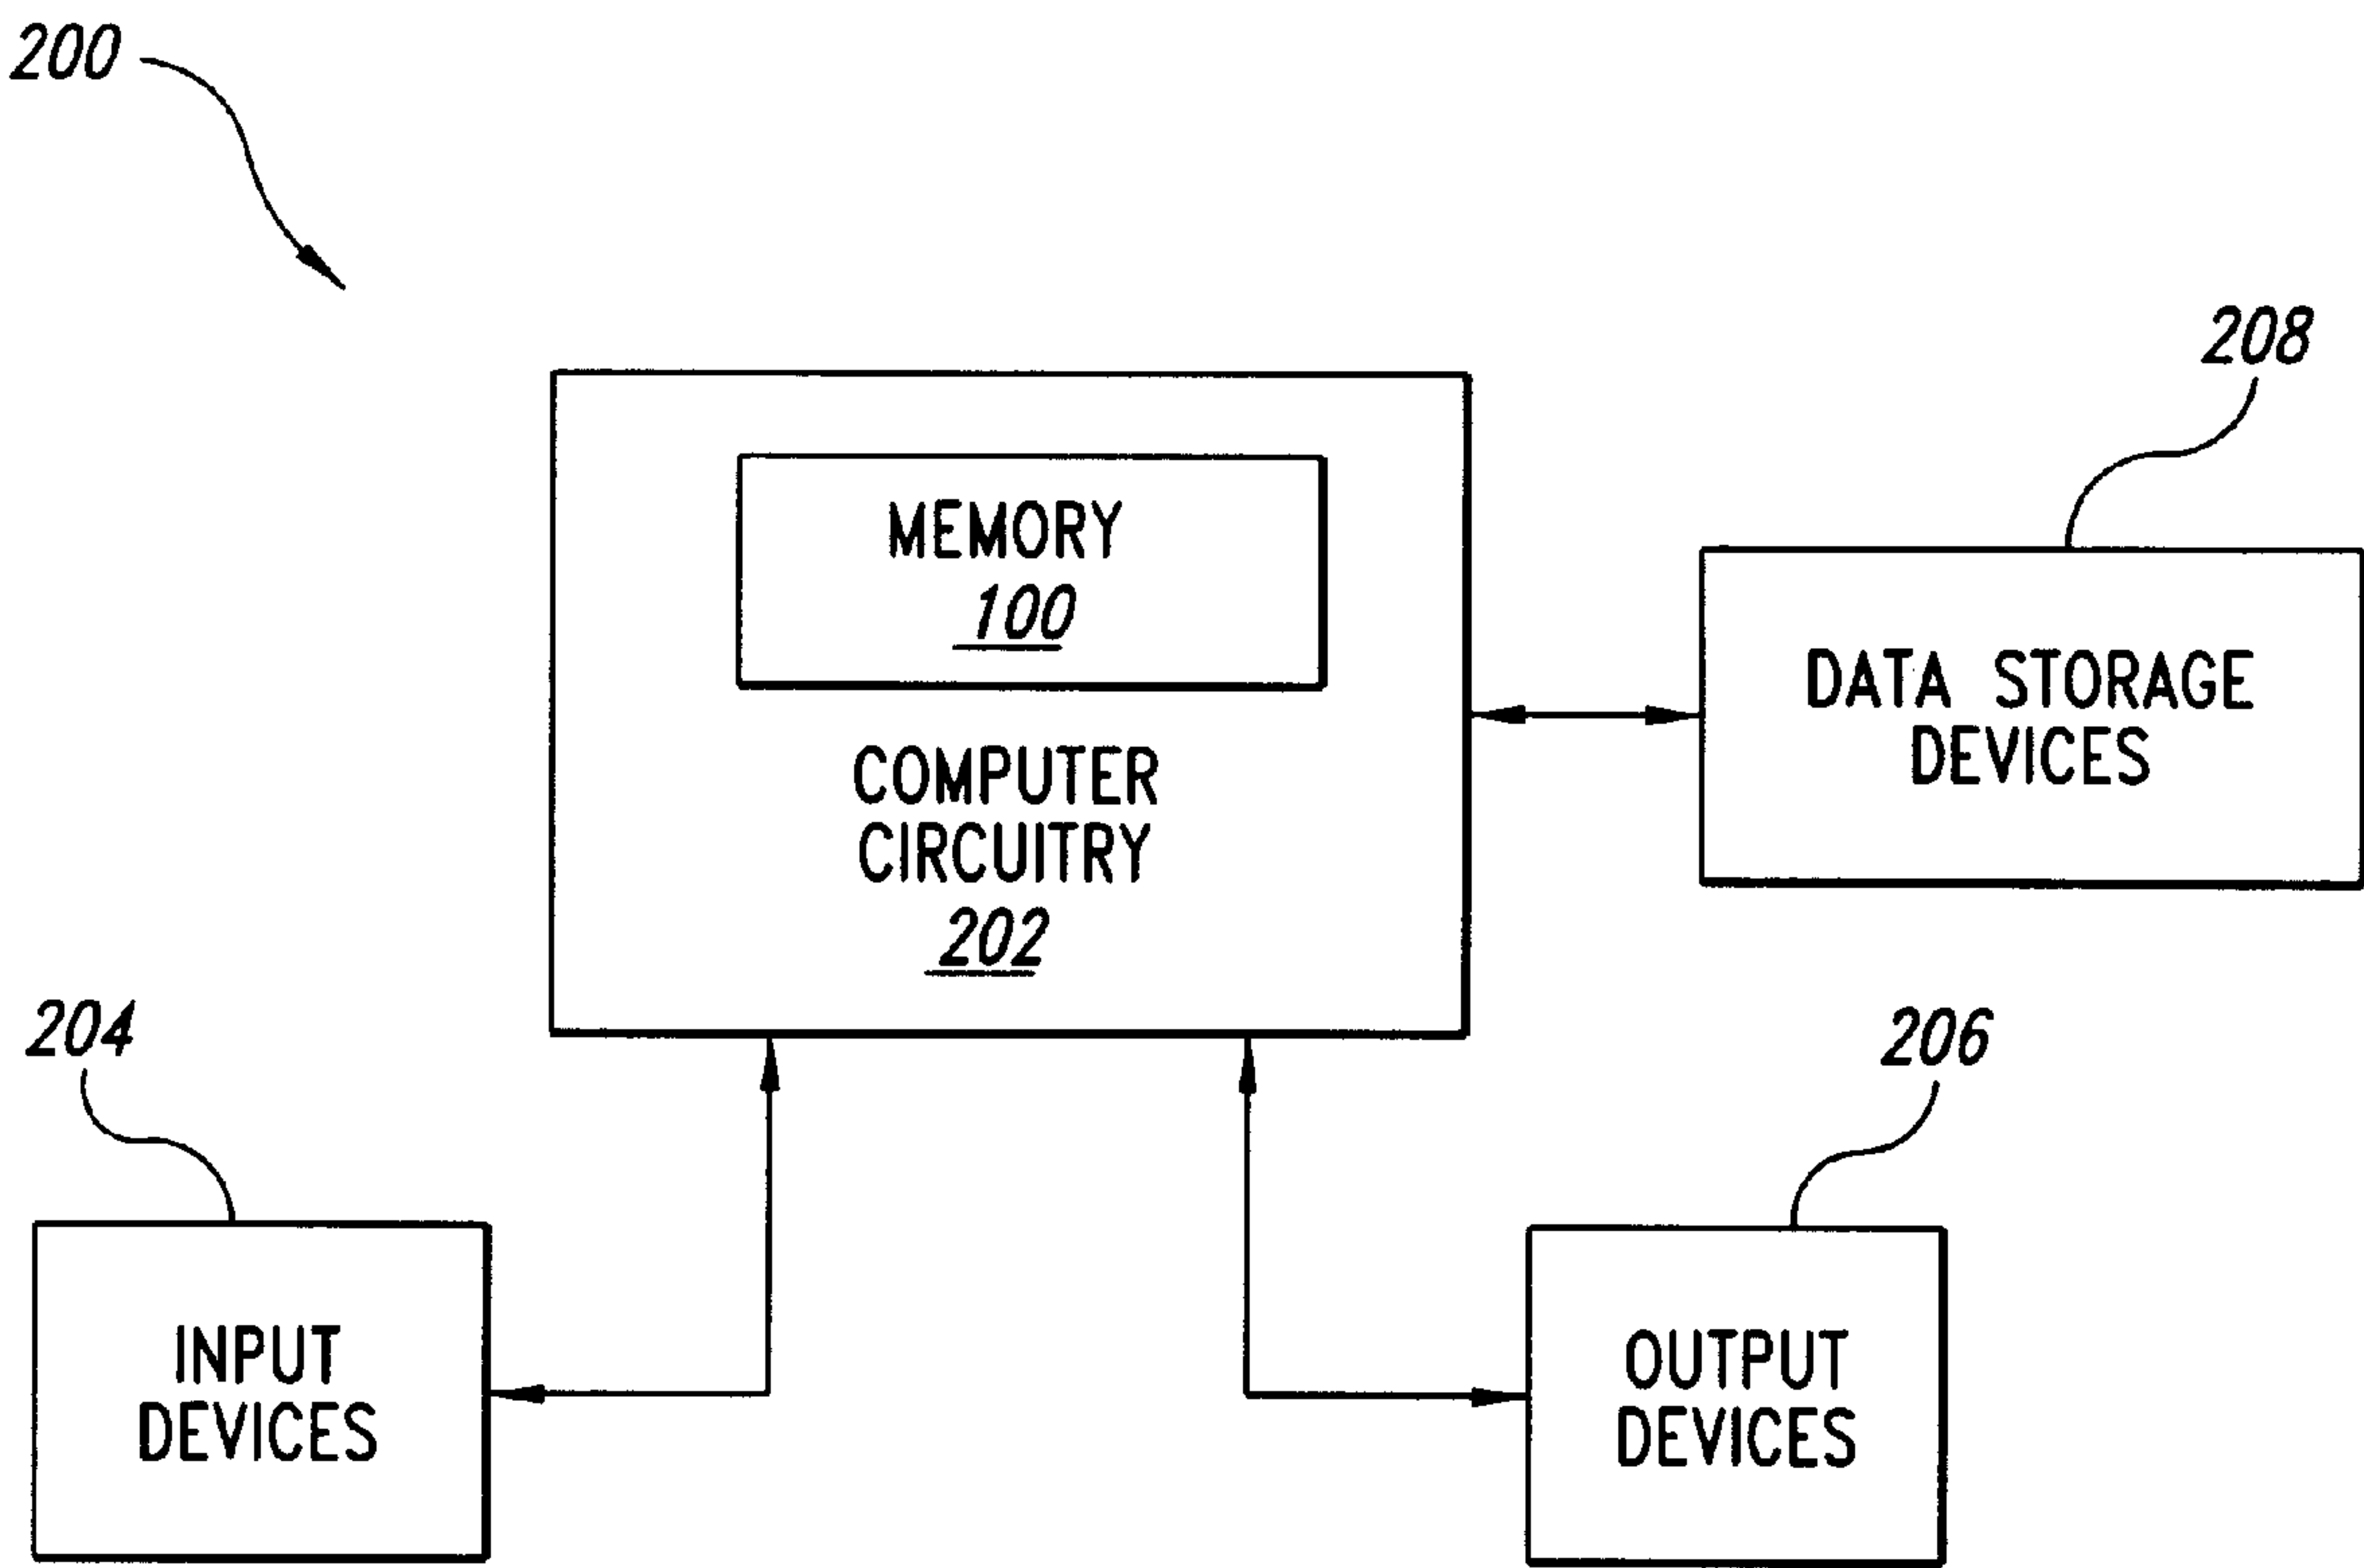 200
208
MEMORY
100
DATA STORAGE
DEVICES
COMPUTER
CIRCUITRY
202
204
206
INPUT
DEVICES
OUTPUT
DEVICES